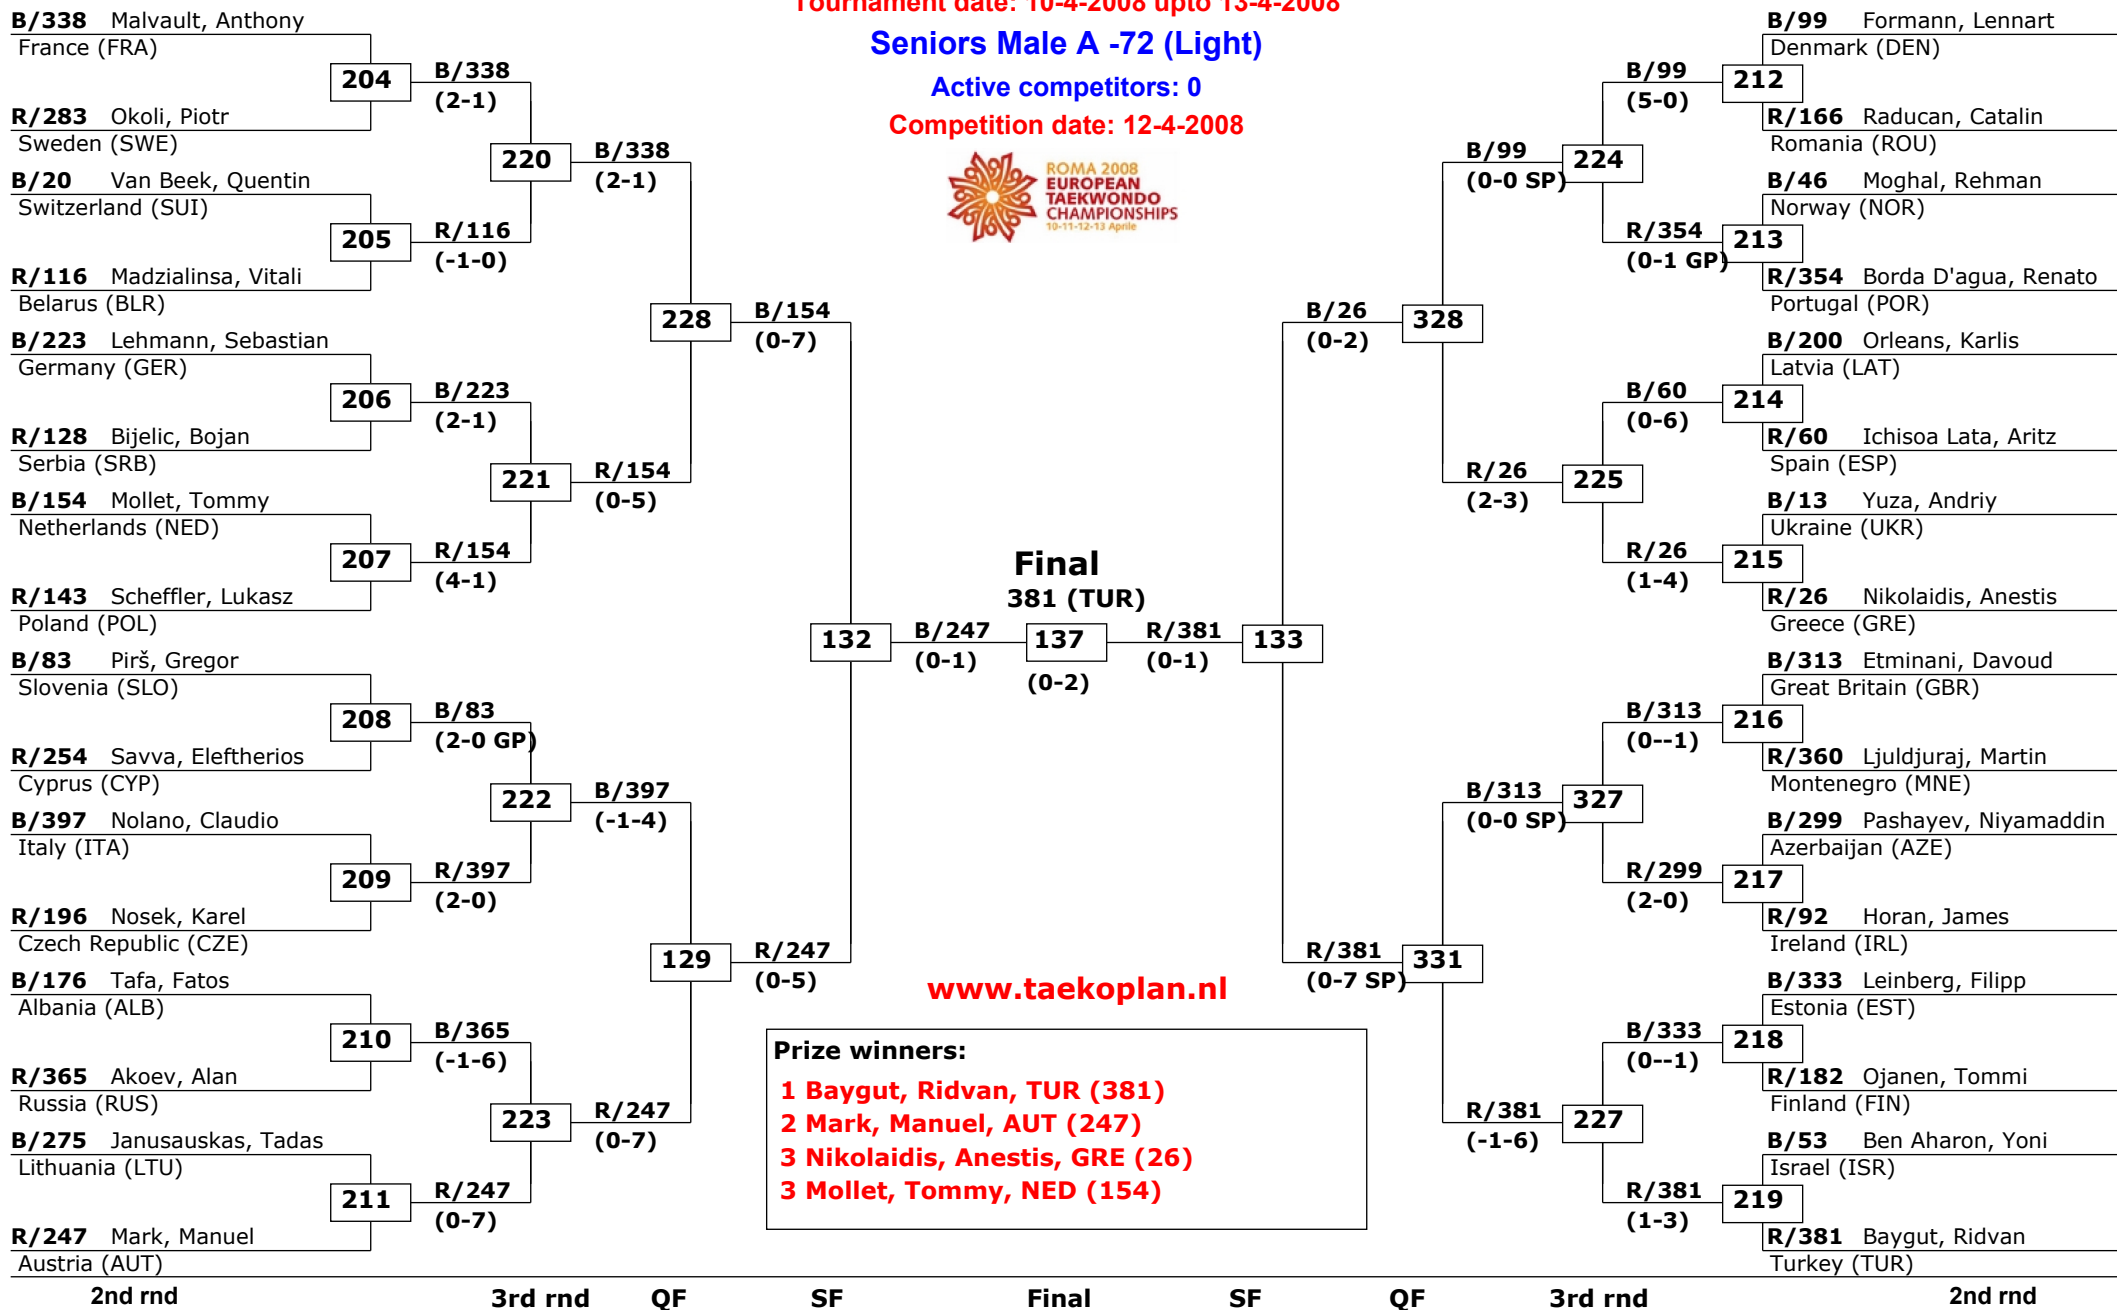 Tournament date: 10-4-2008 upto 13-4-2008
Seniors Male A -72 (Light)
Active competitors: 0
Competition date: 12-4-2008
ROMA 2008
EUROPEAN
TAEKWONDO
CHAMPIONSHIPS
10-11-12-13 Aprile
B/338 Malvault, Anthony
France (FRA)
204
R/283 Okoli, Piotr
Sweden (SWE)
B/20 Van Beek, Quentin
Switzerland (SUI)
205
R/116 Madzialinsa, Vitali
Belarus (BLR)
B/223 Lehmann, Sebastian
Germany (GER)
206
R/128 Bijelic, Bojan
Serbia (SRB)
B/154 Mollet, Tommy
Netherlands (NED)
207
R/143 Scheffler, Lukasz
Poland (POL)
B/83 Pirš, Gregor
Slovenia (SLO)
208
R/254 Savva, Eleftherios
Cyprus (CYP)
B/397 Nolano, Claudio
Italy (ITA)
209
R/196 Nosek, Karel
Czech Republic (CZE)
B/176 Tafa, Fatos
Albania (ALB)
210
R/365 Akoev, Alan
Russia (RUS)
B/275 Janusauskas, Tadas
Lithuania (LTU)
211
R/247 Mark, Manuel
Austria (AUT)
B/338
(2-1)
220
R/116
(-1-0)
B/223
(2-1)
221
R/154
(4-1)
B/83
(2-0 GP)
222
R/397
(2-0)
B/365
(-1-6)
223
R/247
(0-7)
B/338
(2-1)
228
R/154
(0-5)
B/397
(-1-4)
129
R/247
(0-7)
B/154
(0-7)
132
R/247
(0-5)
B/247
(0-1)
Final
381 (TUR)
137
(0-2)
R/381
(0-1)
B/26
(0-2)
133
R/381
(0-7 SP)
B/99
(0-0 SP)
328
R/26
(2-3)
B/313
(0-0 SP)
331
R/381
(-1-6)
B/99
(5-0)
224
R/354
(0-1 GP)
B/60
(0-6)
225
R/26
(1-4)
B/313
(0--1)
327
R/299
(2-0)
B/333
(0--1)
227
R/381
(1-3)
B/99 Formann, Lennart
Denmark (DEN)
212
R/166 Raducan, Catalin
Romania (ROU)
B/46 Moghal, Rehman
Norway (NOR)
213
R/354 Borda D'agua, Renato
Portugal (POR)
B/200 Orleans, Karlis
Latvia (LAT)
214
R/60 Ichisoa Lata, Aritz
Spain (ESP)
B/13 Yuza, Andriy
Ukraine (UKR)
215
R/26 Nikolaidis, Anestis
Greece (GRE)
B/313 Etminani, Davoud
Great Britain (GBR)
216
R/360 Ljuldjuraj, Martin
Montenegro (MNE)
B/299 Pashayev, Niyamaddin
Azerbaijan (AZE)
217
R/92 Horan, James
Ireland (IRL)
B/333 Leinberg, Filipp
Estonia (EST)
218
R/182 Ojanen, Tommi
Finland (FIN)
B/53 Ben Aharon, Yoni
Israel (ISR)
219
R/381 Baygut, Ridvan
Turkey (TUR)
www.taekoplan.nl
Prize winners:
1 Baygut, Ridvan, TUR (381)
2 Mark, Manuel, AUT (247)
3 Nikolaidis, Anestis, GRE (26)
3 Mollet, Tommy, NED (154)
2nd rnd 3rd rnd QF SF Final SF QF 3rd rnd 2nd rnd